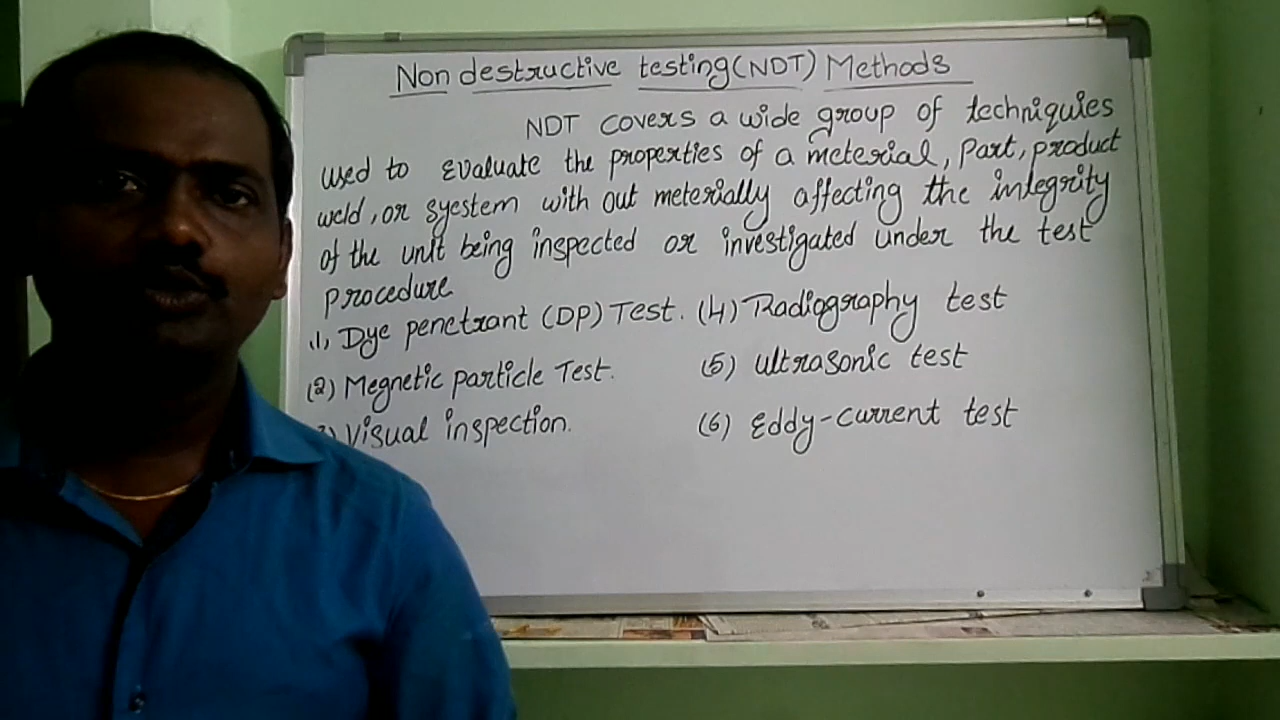 Non destructive testing(NDT) Methods
NDT covers a wide group of techniquies
used to evaluate the properties of a meterial, Part, product
weld, or syestem with out meterially affecting the integrity
of the unit being inspected or investigated under the test
procedure
(1) Dye penetrant (DP) Test. (4) Radiography test
(2) Megnetic particle Test. (5) ultrasonic test
3) Visual inspection. (6) Eddy-current test